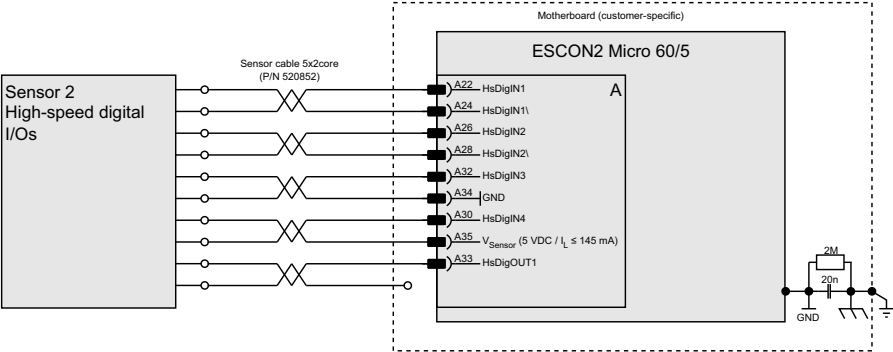 Motherboard (customer-specific)
ESCON2 Micro 60/5
Sensor cable 5x2core
(P/N 520852)
Sensor 2
High-speed digital
I/Os
A
A22 HsDigIN1
A24 HsDigIN1\
A26 HsDigIN2
A28 HsDigIN2\
A32 HsDigIN3
A34 GND
A30 HsDigIN4
A35 VSensor (5 VDC / IL ≤ 145 mA)
A33 HsDigOUT1
2M
20n
GND